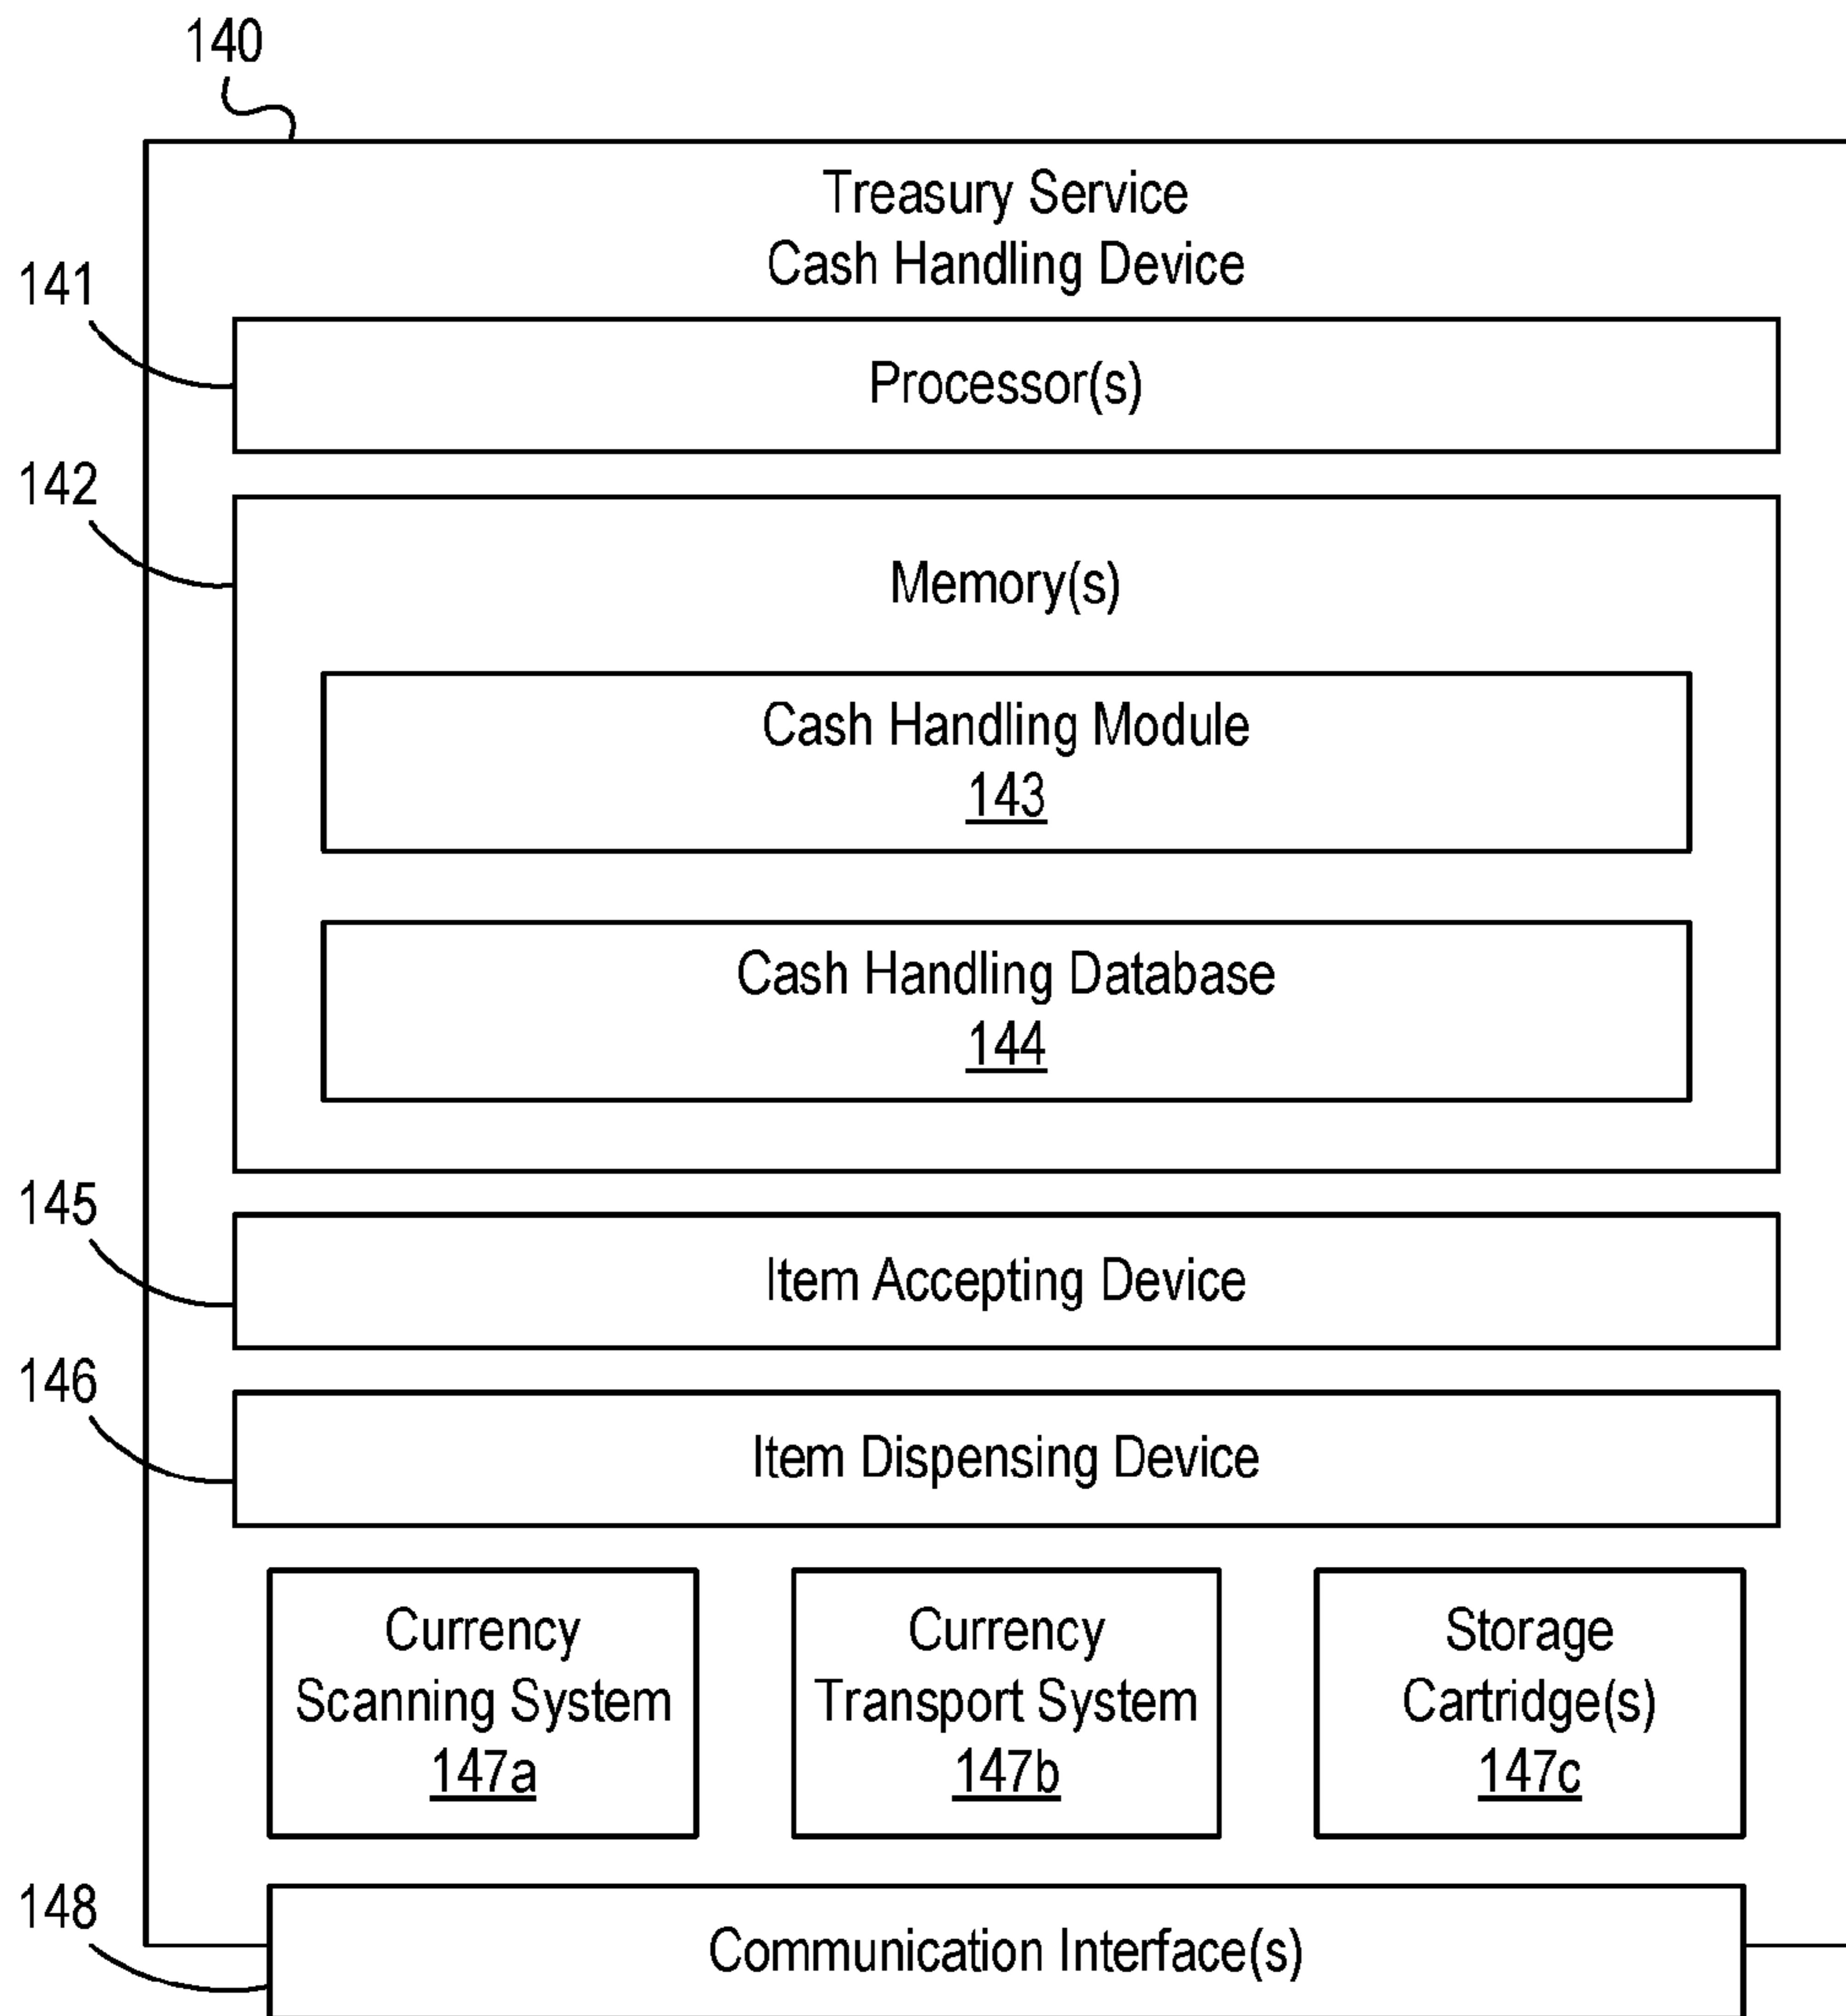 140
Treasury Service
Cash Handling Device
141
Processor(s)
142
Memory(s)
Cash Handling Module
143
Cash Handling Database
144
145
Item Accepting Device
146
Item Dispensing Device
Currency
Scanning System
147a
Currency
Transport System
147b
Storage
Cartridge(s)
147c
148
Communication Interface(s)